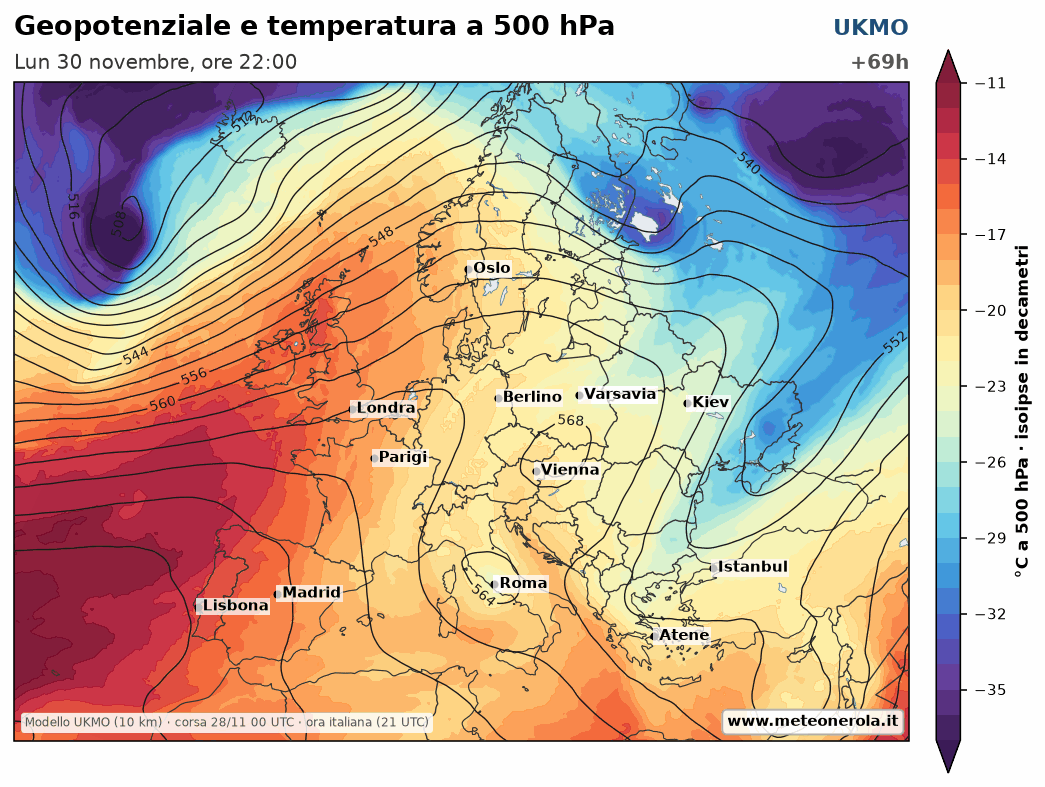 Geopotenziale e temperatura a 500 hPa
UKMO
Lun 30 novembre, ore 22:00
+69h
512
516
508
540
548
544
552
556
560
568
564
Oslo
Londra
Berlino
Varsavia
Kiev
Parigi
Vienna
Istanbul
Roma
Madrid
Lisbona
Atene
−11
−14
−17
−20
−23
−26
−29
−32
−35
°C a 500 hPa · isoipse in decametri
Modello UKMO (10 km) · corsa 28/11 00 UTC · ora italiana (21 UTC)
www.meteonerola.it